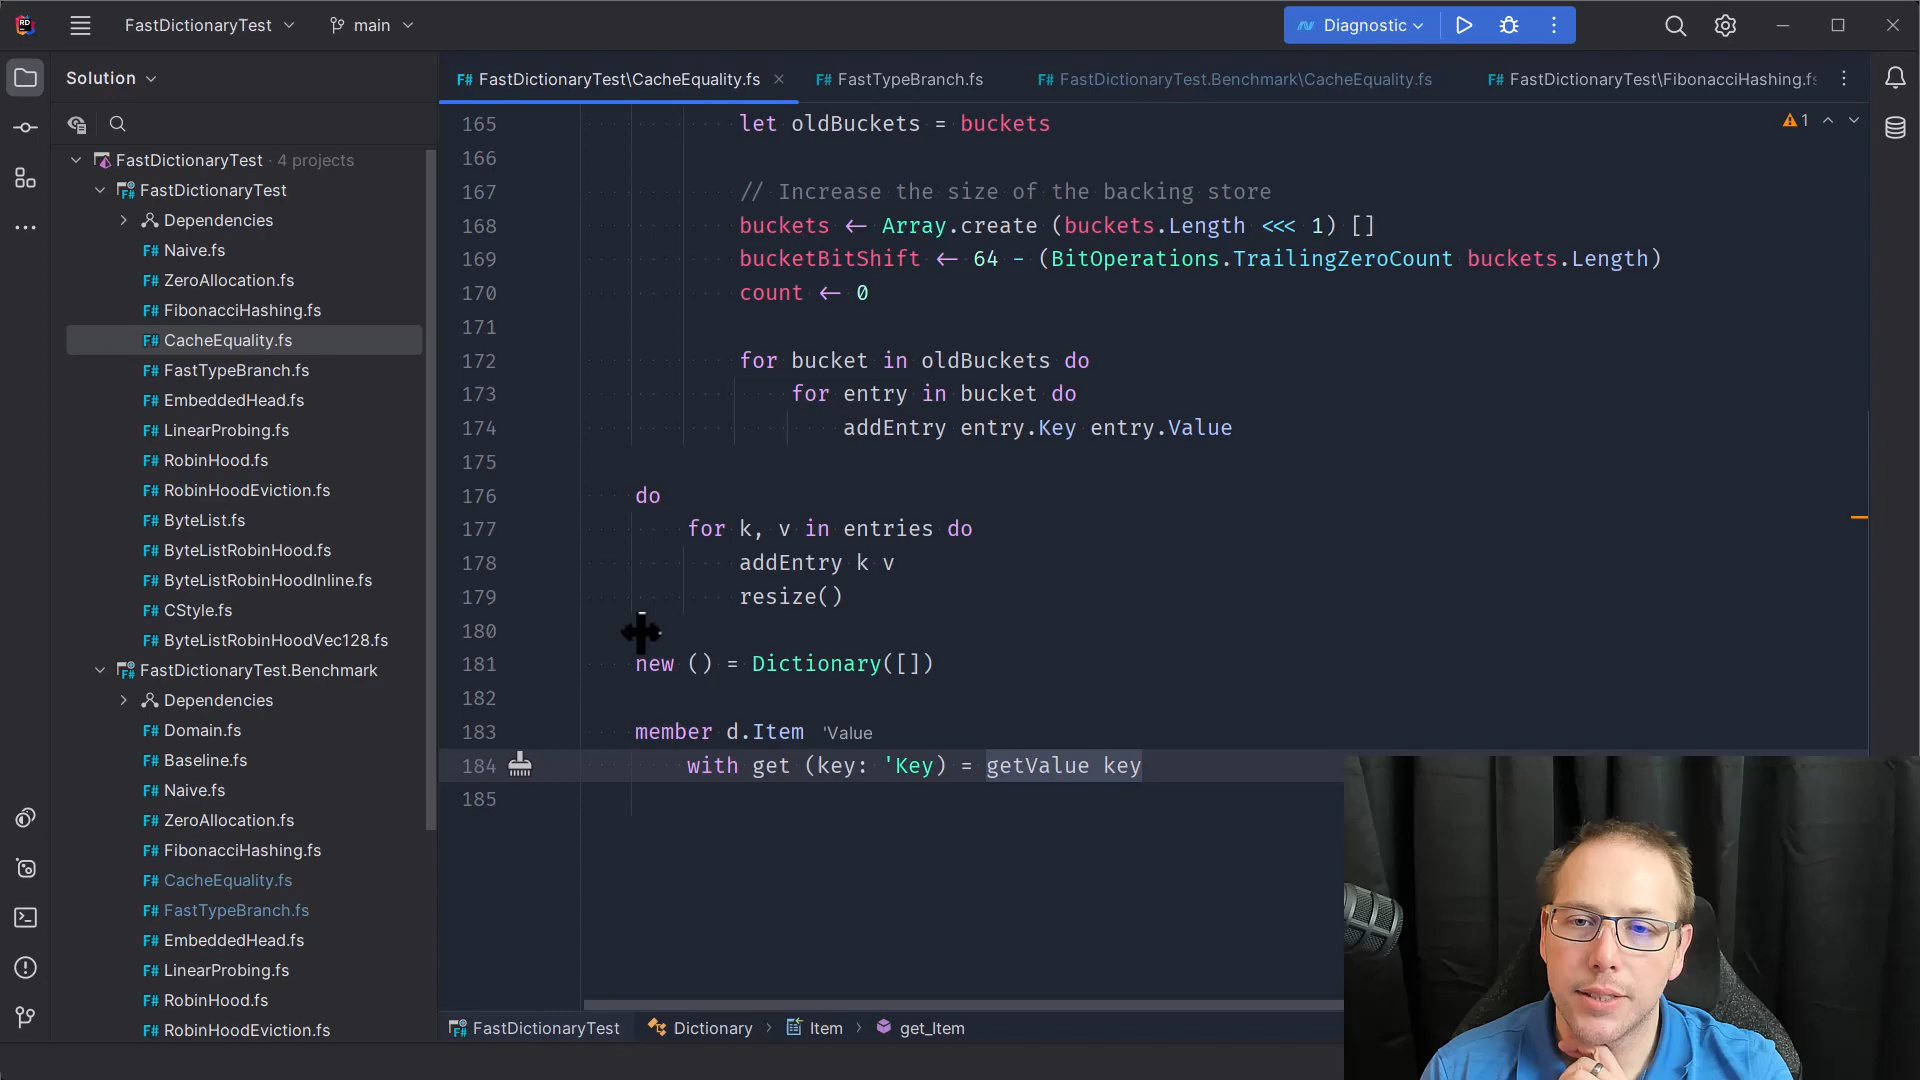 RD
FastDictionaryTest
main
Diagnostic
Solution
F# FastDictionaryTest\CacheEquality.fs
F# FastTypeBranch.fs
F# FastDictionaryTest.Benchmark\CacheEquality.fs
F# FastDictionaryTest\FibonacciHashing.fs
FastDictionaryTest · 4 projects
FastDictionaryTest
Dependencies
F# Naive.fs
F# ZeroAllocation.fs
F# FibonacciHashing.fs
F# CacheEquality.fs
F# FastTypeBranch.fs
F# EmbeddedHead.fs
F# LinearProbing.fs
F# RobinHood.fs
F# RobinHoodEviction.fs
F# ByteList.fs
F# ByteListRobinHood.fs
F# ByteListRobinHoodInline.fs
F# CStyle.fs
F# ByteListRobinHoodVec128.fs
FastDictionaryTest.Benchmark
Dependencies
F# Domain.fs
F# Baseline.fs
F# Naive.fs
F# ZeroAllocation.fs
F# FibonacciHashing.fs
F# CacheEquality.fs
F# FastTypeBranch.fs
F# EmbeddedHead.fs
F# LinearProbing.fs
F# RobinHood.fs
F# RobinHoodEviction.fs
1
165 let oldBuckets = buckets
166
167 // Increase the size of the backing store
168 buckets <- Array.create (buckets.Length <<< 1) []
169 bucketBitShift <- 64 - (BitOperations.TrailingZeroCount buckets.Length)
170 count <- 0
171
172 for bucket in oldBuckets do
173 for entry in bucket do
174 addEntry entry.Key entry.Value
175
176 do
177 for k, v in entries do
178 addEntry k v
179 resize()
180
181 new () = Dictionary([])
182
183 member d.Item 'Value
184 with get (key: 'Key) = getValue key
185
FastDictionaryTest Dictionary > Item > get_Item